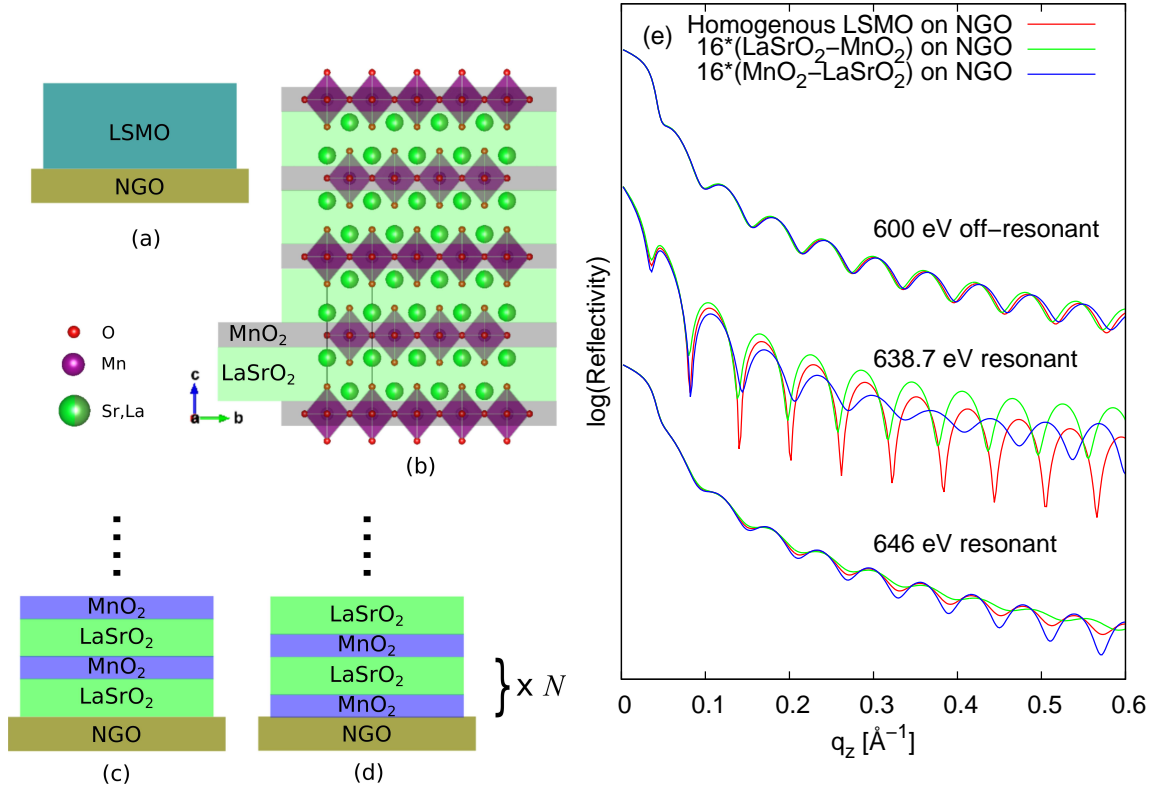 LSMO
NGO
(a)
O
Mn
Sr,La
c
a
b
MnO₂
LaSrO₂
(b)
MnO₂
LaSrO₂
MnO₂
LaSrO₂
NGO
(c)
LaSrO₂
MnO₂
LaSrO₂
MnO₂
NGO
(d)
} x N
(e)
Homogenous LSMO on NGO
16*(LaSrO₂−MnO₂) on NGO
16*(MnO₂−LaSrO₂) on NGO
600 eV off−resonant
638.7 eV resonant
646 eV resonant
log(Reflectivity)
0 0.1 0.2 0.3 0.4 0.5 0.6
q_z [Å⁻¹]